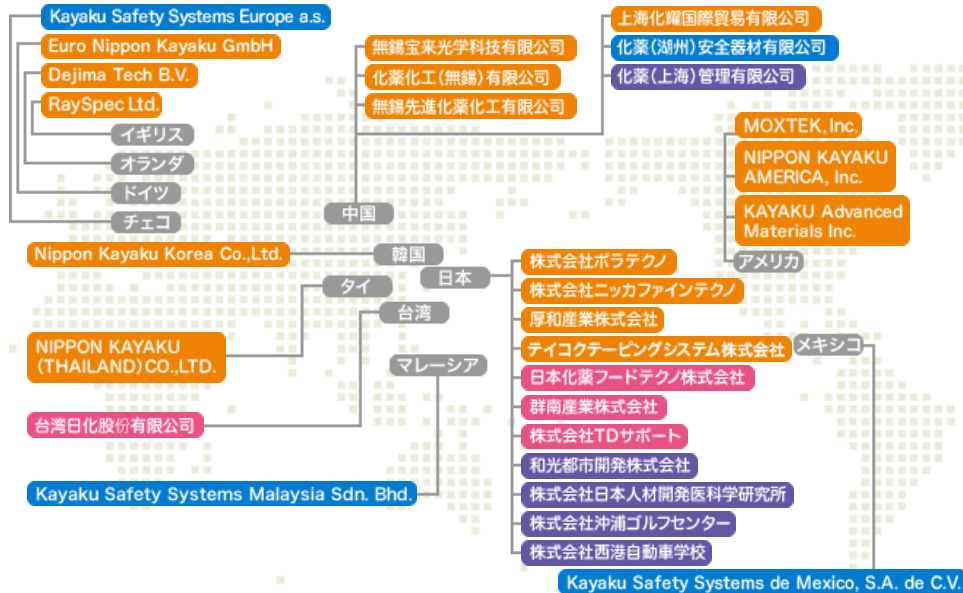 Kayaku Safety Systems Europe a.s.
Euro Nippon Kayaku GmbH
Dejima Tech B.V.
RaySpec Ltd.
イギリス
オランダ
ドイツ
チェコ
無錫宝来光学科技有限公司
化薬化工(無錫)有限公司
無錫先進化薬化工有限公司
上海化耀国際貿易有限公司
化薬(湖州)安全器材有限公司
化薬(上海)管理有限公司
中国
MOXTEK, Inc.
NIPPON KAYAKU
AMERICA, Inc.
KAYAKU Advanced
Materials Inc.
アメリカ
Nippon Kayaku Korea Co.,Ltd.
韓国
日本
タイ
台湾
NIPPON KAYAKU
(THAILAND)CO.,LTD.
マレーシア
台湾日化股份有限公司
Kayaku Safety Systems Malaysia Sdn. Bhd.
株式会社ポラテクノ
株式会社ニッカファインテクノ
厚和産業株式会社
テイコクテーピングシステム株式会社
日本化薬フードテクノ株式会社
群南産業株式会社
株式会社TDサポート
和光都市開発株式会社
株式会社日本人材開発医科学研究所
株式会社沖浦ゴルフセンター
株式会社西港自動車学校
メキシコ
Kayaku Safety Systems de Mexico, S.A. de C.V.